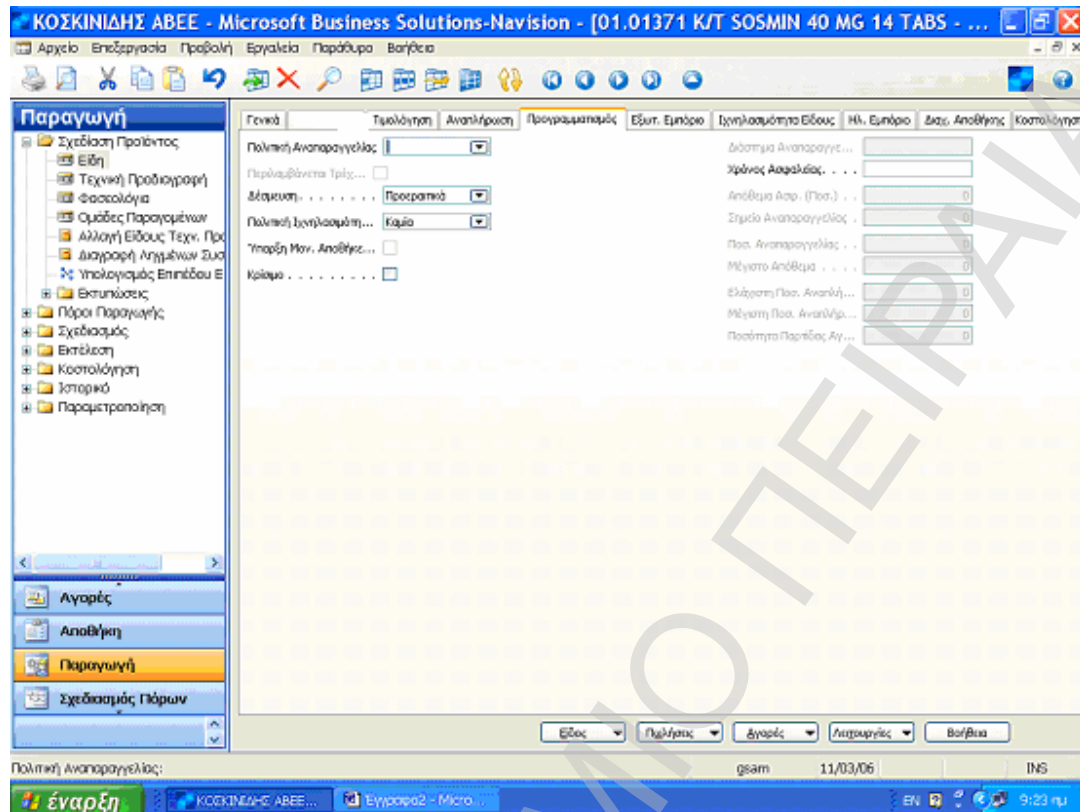 ΚΟΣΚΙΝΙΔΗΣ ΑΒΕΕ - Microsoft Business Solutions-Navision - [01.01371 Κ/Τ SOSMIN 40 MG 14 TABS - ...
Αρχείο Επεξεργασία Προβολή Εργαλεία Παράθυρο Βοήθεια
Παραγωγή
Σχεδίαση Προϊόντος
Είδη
Τεχνική Προδιαγραφή
Φασεολόγια
Ομάδες Παραγομένων
Αλλαγή Είδους Τεχν. Προ
Διαγραφή Ληγμένων Συσ
Υπολογισμός Επιπέδου Ε
Εκτυπώσεις
Πόροι Παραγωγής
Σχεδιασμός
Εκτέλεση
Κοστολόγηση
Ιστορικό
Παραμετροποίηση
Αγορές
Αποθήκη
Παραγωγή
Σχεδιασμός Πόρων
Γενικά Τιμολόγηση Αναπλήρωση Προγραμματισμός Εξωτ. Εμπόριο Ιχνηλασιμότητα Είδους Ηλ. Εμπόριο Διαχ. Αποθήκης Κοστολόγηση
Πολιτική Αναπαραγγελίας
Περιλαμβάνεται Τρέχ...
Δέσμευση. . . . . . . . Προαιρετικά
Πολιτική Ιχνηλασιμότη... Καμία
Ύπαρξη Μον. Αποθήκε...
Κρίσιμο . . . . . . . . .
Διάστημα Αναπαραγγε...
Χρόνος Ασφαλείας. . . .
Απόθεμα Ασφ. (Ποσ.) . . 0
Σημείο Αναπαραγγελίας . 0
Ποσ. Αναπαραγγελίας . . 0
Μέγιστο Απόθεμα . . . . 0
Ελάχιστη Ποσ. Αναπλή... 0
Μέγιστη Ποσ. Αναπλήρ... 0
Ποσότητα Παρτίδας Αγ... 0
Είδος Πωλήσεις Αγορές Λειτουργίες Βοήθεια
Πολιτική Αναπαραγγελίας: gsam 11/03/06 INS
έναρξη ΚΟΣΚΙΝΙΔΗΣ ΑΒΕΕ... Έγγραφο2 - Micro... EN 9:23 πμ
ΜΙΟ ΠΕΙΡΑΙ